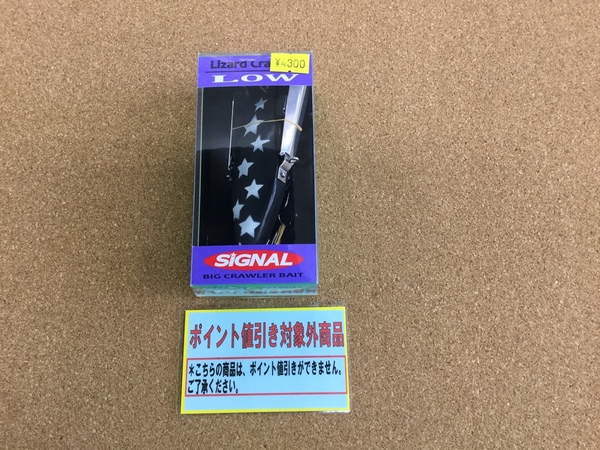 Lizard
¥4300
LOW
SIGNAL
BIG CRAWLER BAIT
ポイント値引き対象外商品
＊こちらの商品は、ポイント値引きができません。
ご了承ください。